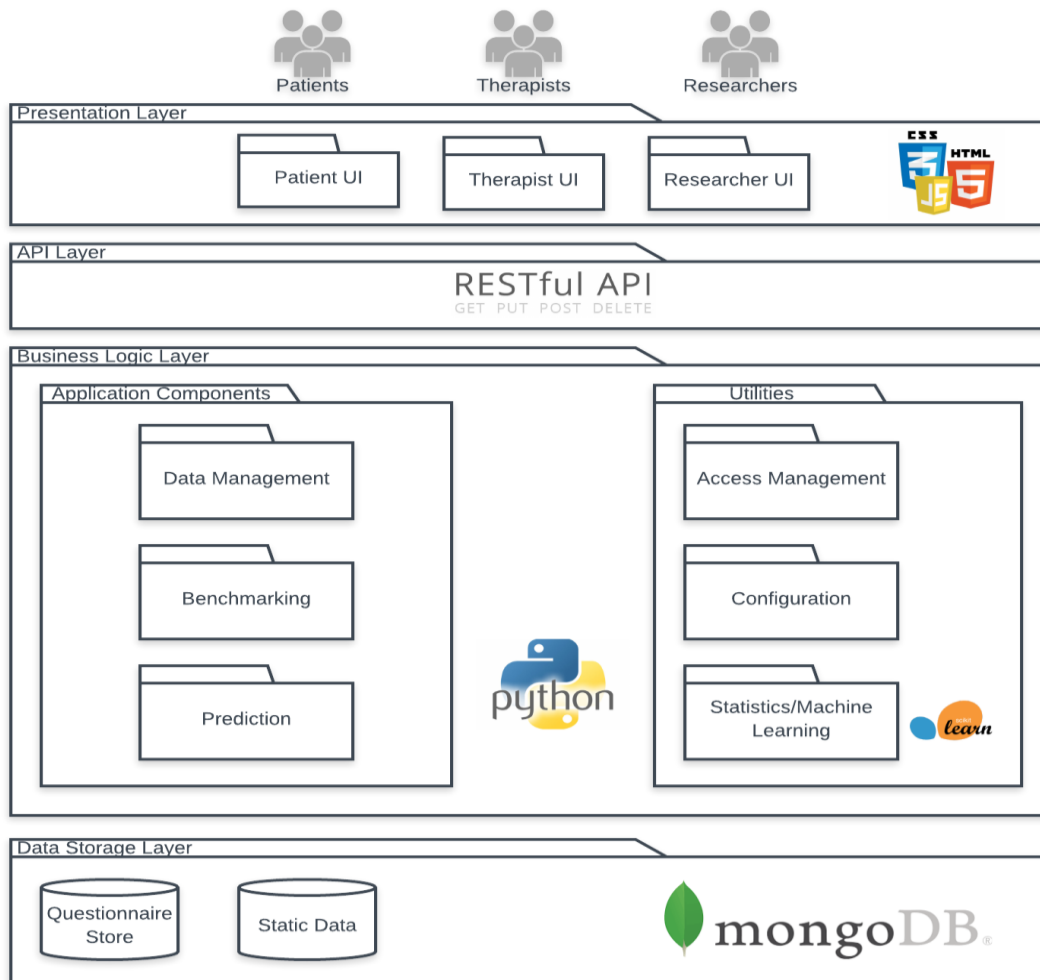 Patients
Therapists
Researchers
Presentation Layer
Patient UI
Therapist UI
Researcher UI
CSS
3
HTML
JS
5
API Layer
RESTful API
GET PUT POST DELETE
Business Logic Layer
Application Components
Data Management
Benchmarking
Prediction
python
Utilities
Access Management
Configuration
Statistics/Machine
Learning
scikit
learn
Data Storage Layer
Questionnaire
Store
Static Data
mongoDB®